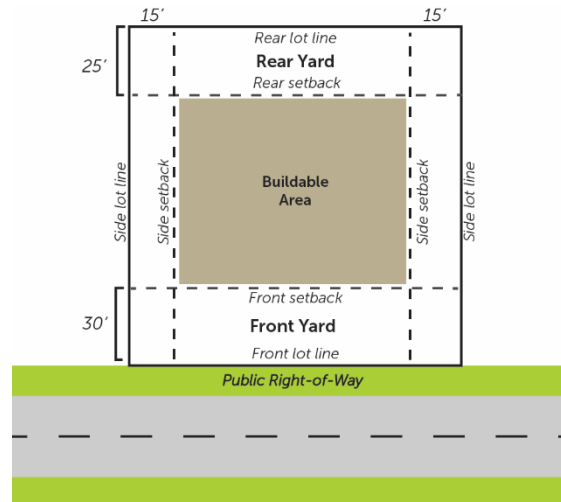 15’ 15’
Rear lot line
Rear Yard
25’
Rear setback
Side lot line
Side setback
Buildable
Area
Side setback
Side lot line
Front setback
30’
Front Yard
Front lot line
Public Right-of-Way